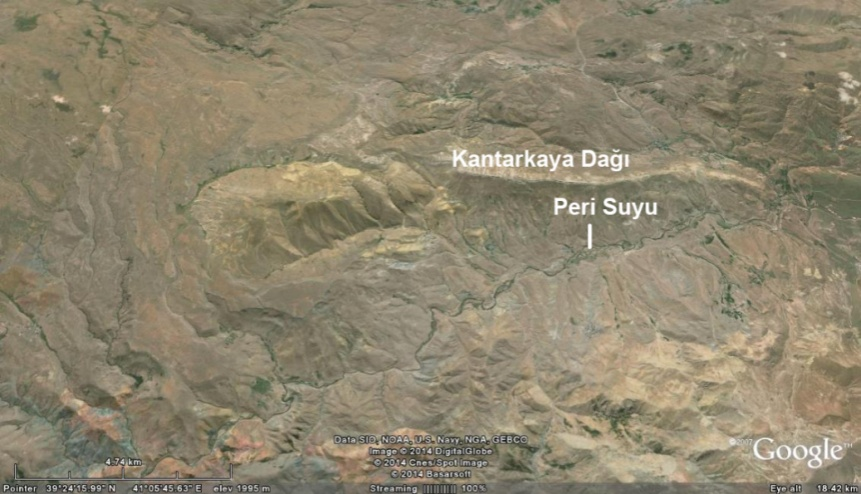 Kantarkaya Dağı
Peri Suyu
Data SIO, NOAA, U.S. Navy, NGA, GEBCO
Image © 2014 DigitalGlobe
© 2014 Cnes/Spot Image
© 2014 Basarsoft
©2007 Google™
4.74 km
Pointer 39°24'15.99" N 41°05'45.63" E elev 1995 m Streaming 100% Eye alt 18.42 km